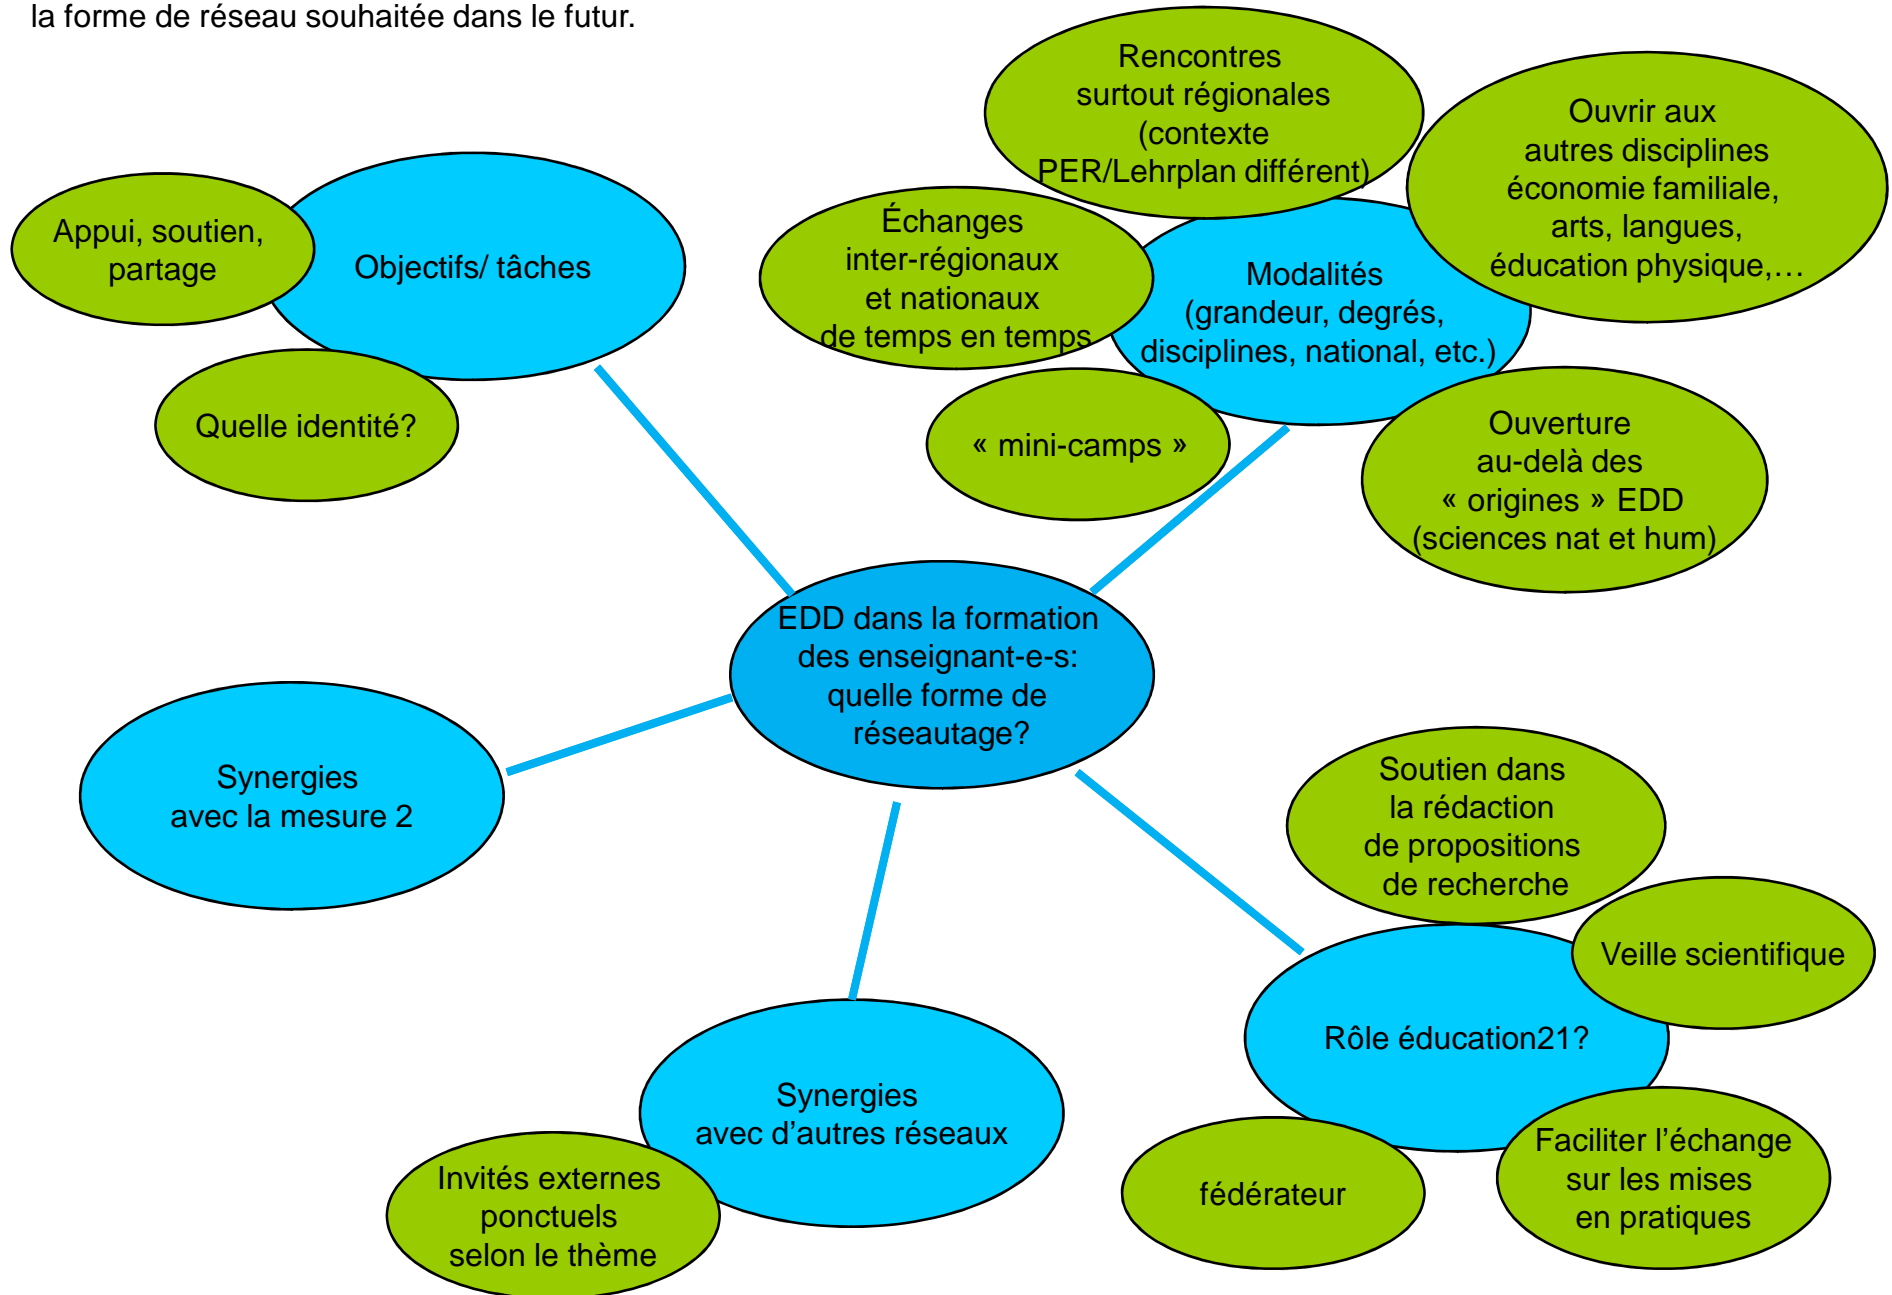 la forme de réseau souhaitée dans le futur.
Rencontres
surtout régionales
(contexte
PER/Lehrplan différent)
Ouvrir aux
autres disciplines
économie familiale,
arts, langues,
éducation physique,…
Appui, soutien,
partage
Objectifs/ tâches
Échanges
inter-régionaux
et nationaux
de temps en temps
Modalités
(grandeur, degrés,
disciplines, national, etc.)
Quelle identité?
« mini-camps »
Ouverture
au-delà des
« origines » EDD
(sciences nat et hum)
EDD dans la formation
des enseignant-e-s:
quelle forme de
réseautage?
Synergies
avec la mesure 2
Soutien dans
la rédaction
de propositions
de recherche
Veille scientifique
Rôle éducation21?
Synergies
avec d'autres réseaux
Invités externes
ponctuels
selon le thème
fédérateur
Faciliter l’échange
sur les mises
en pratiques